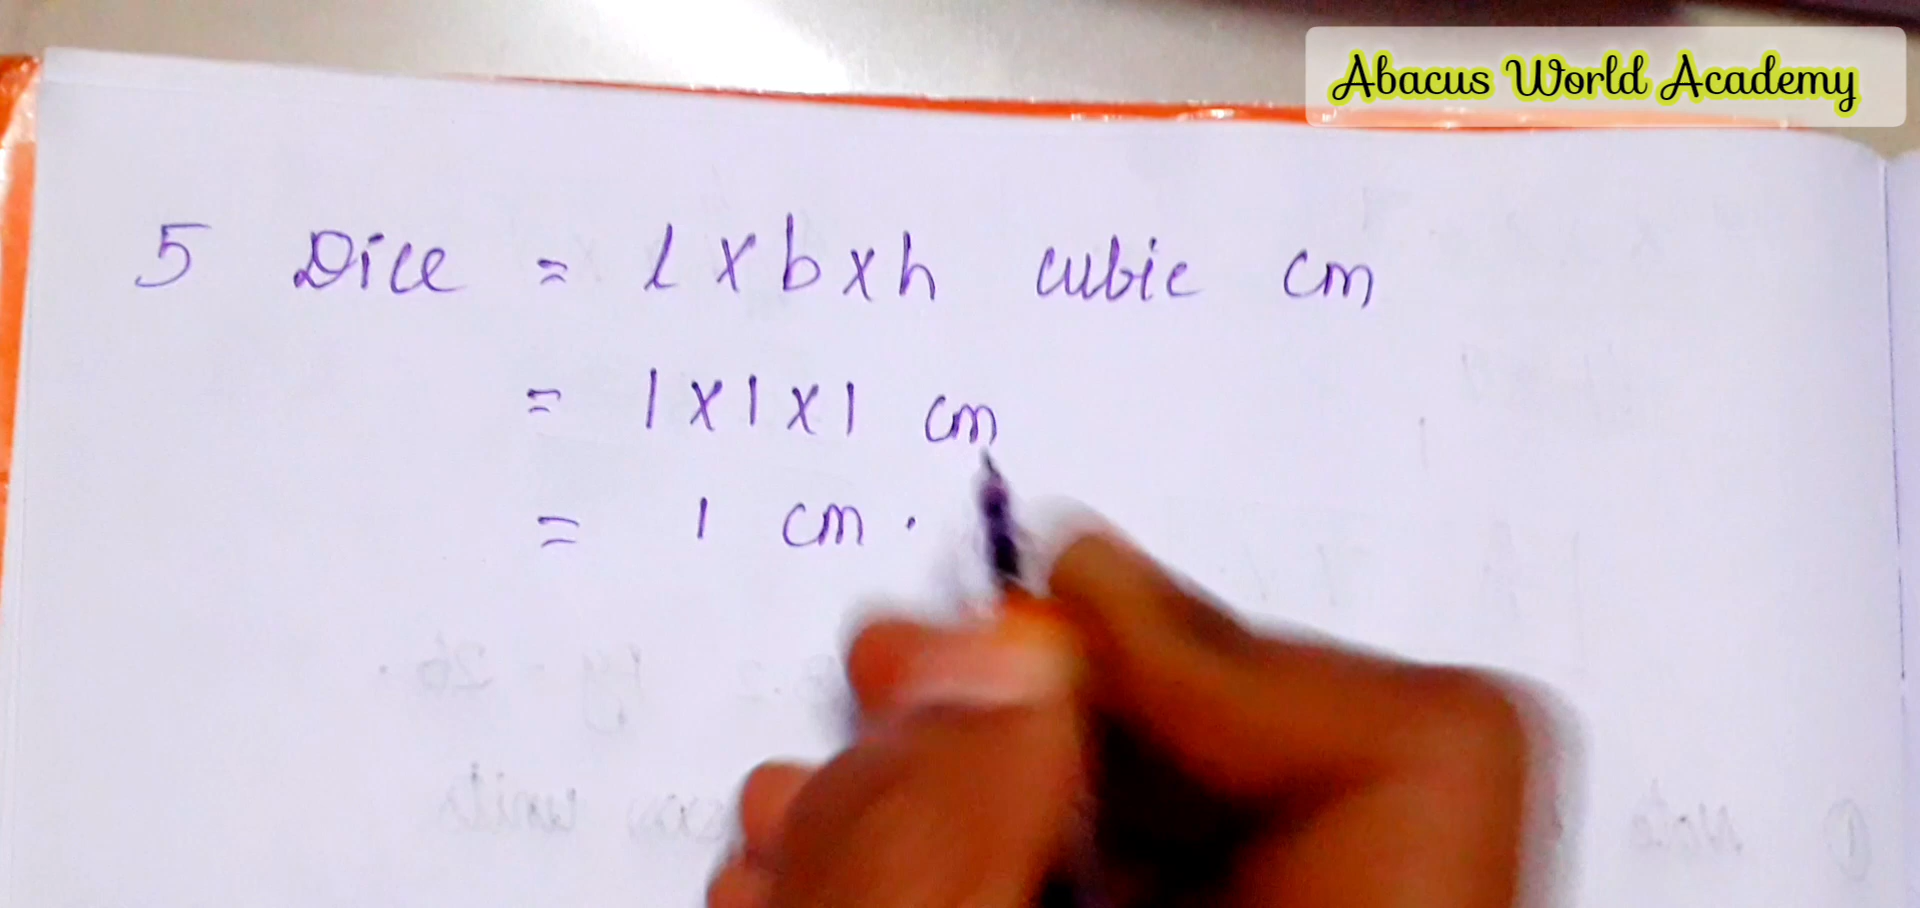 Abacus World Academy
5 Dice = l x b x h cubic cm
= 1 x 1 x 1 cm
= 1 cm.